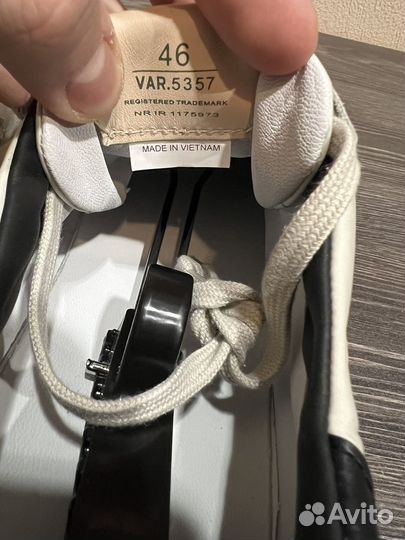 46
VAR.5357
REGISTERED TRADEMARK
NR IR 1175973
MADE IN VIETNAM
Avito